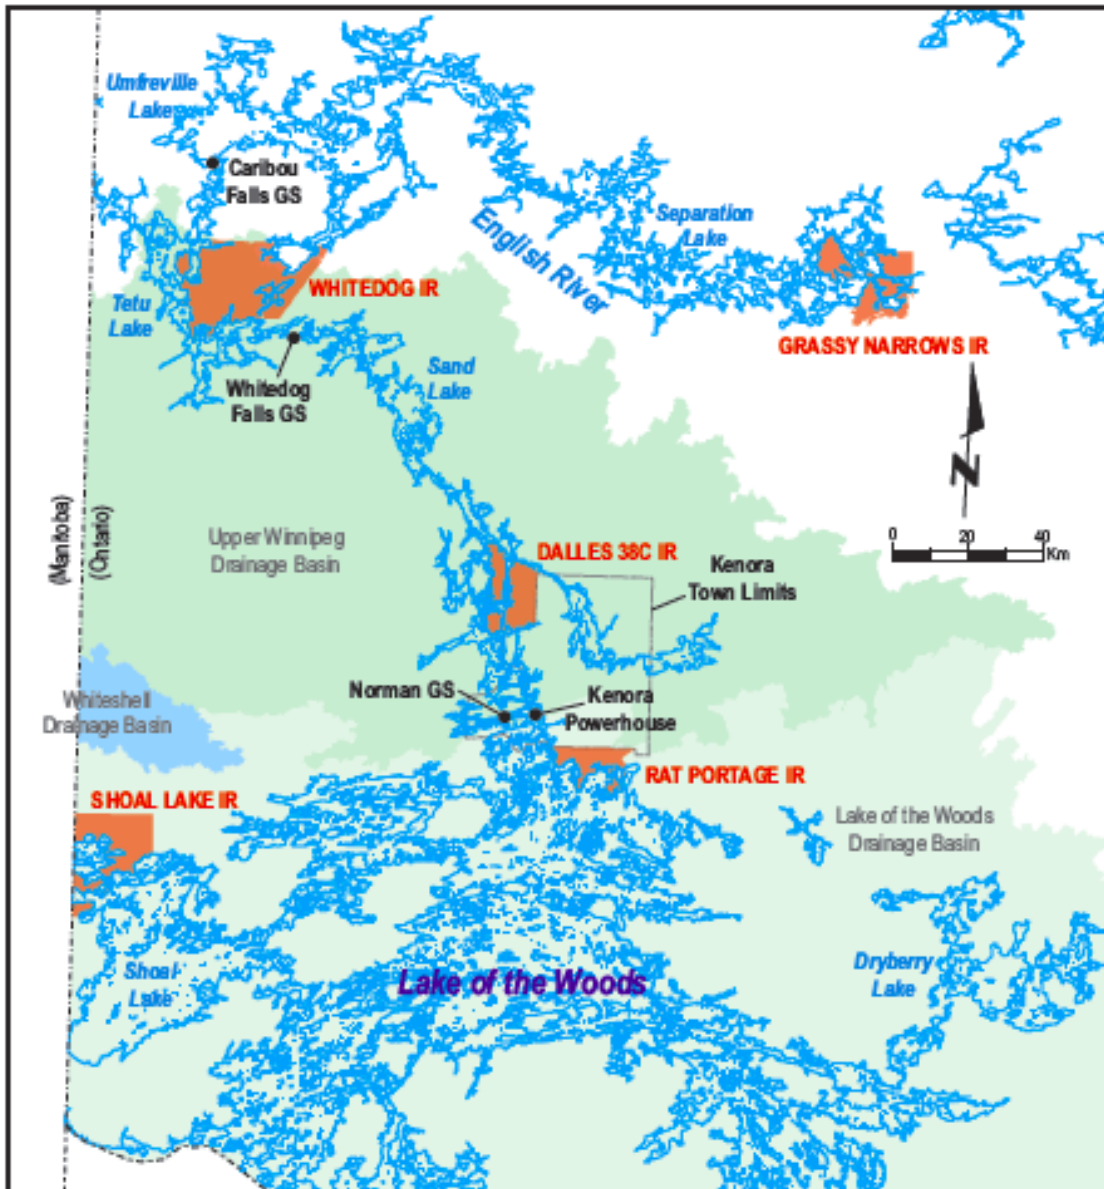 Umfreville
Lake
Caribou
Falls GS
English River
Separation
Lake
WHITEDOG IR
Tetu
Lake
GRASSY NARROWS IR
Sand
Lake
Whitedog
Falls GS
N
(Manitoba)
(Ontario)
0 20 40
Km
Upper Winnipeg
Drainage Basin
DALLES 38C IR
Kenora
Town Limits
Norman GS
Kenora
Powerhouse
Whiteshell
Drainage Basin
RAT PORTAGE IR
SHOAL LAKE IR
Lake of the Woods
Drainage Basin
Shoal
Lake
Lake of the Woods
Dryberry
Lake